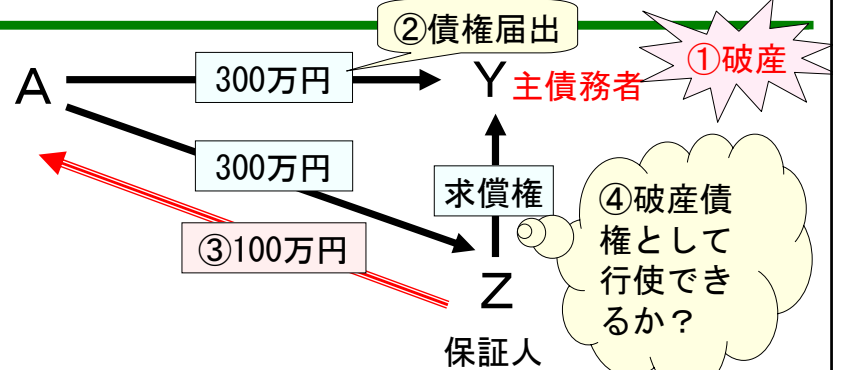 ②債権届出
①破産
A
300万円
Y
主債務者
300万円
求償権
④破産債
権として
行使でき
るか？
③100万円
Z
保証人